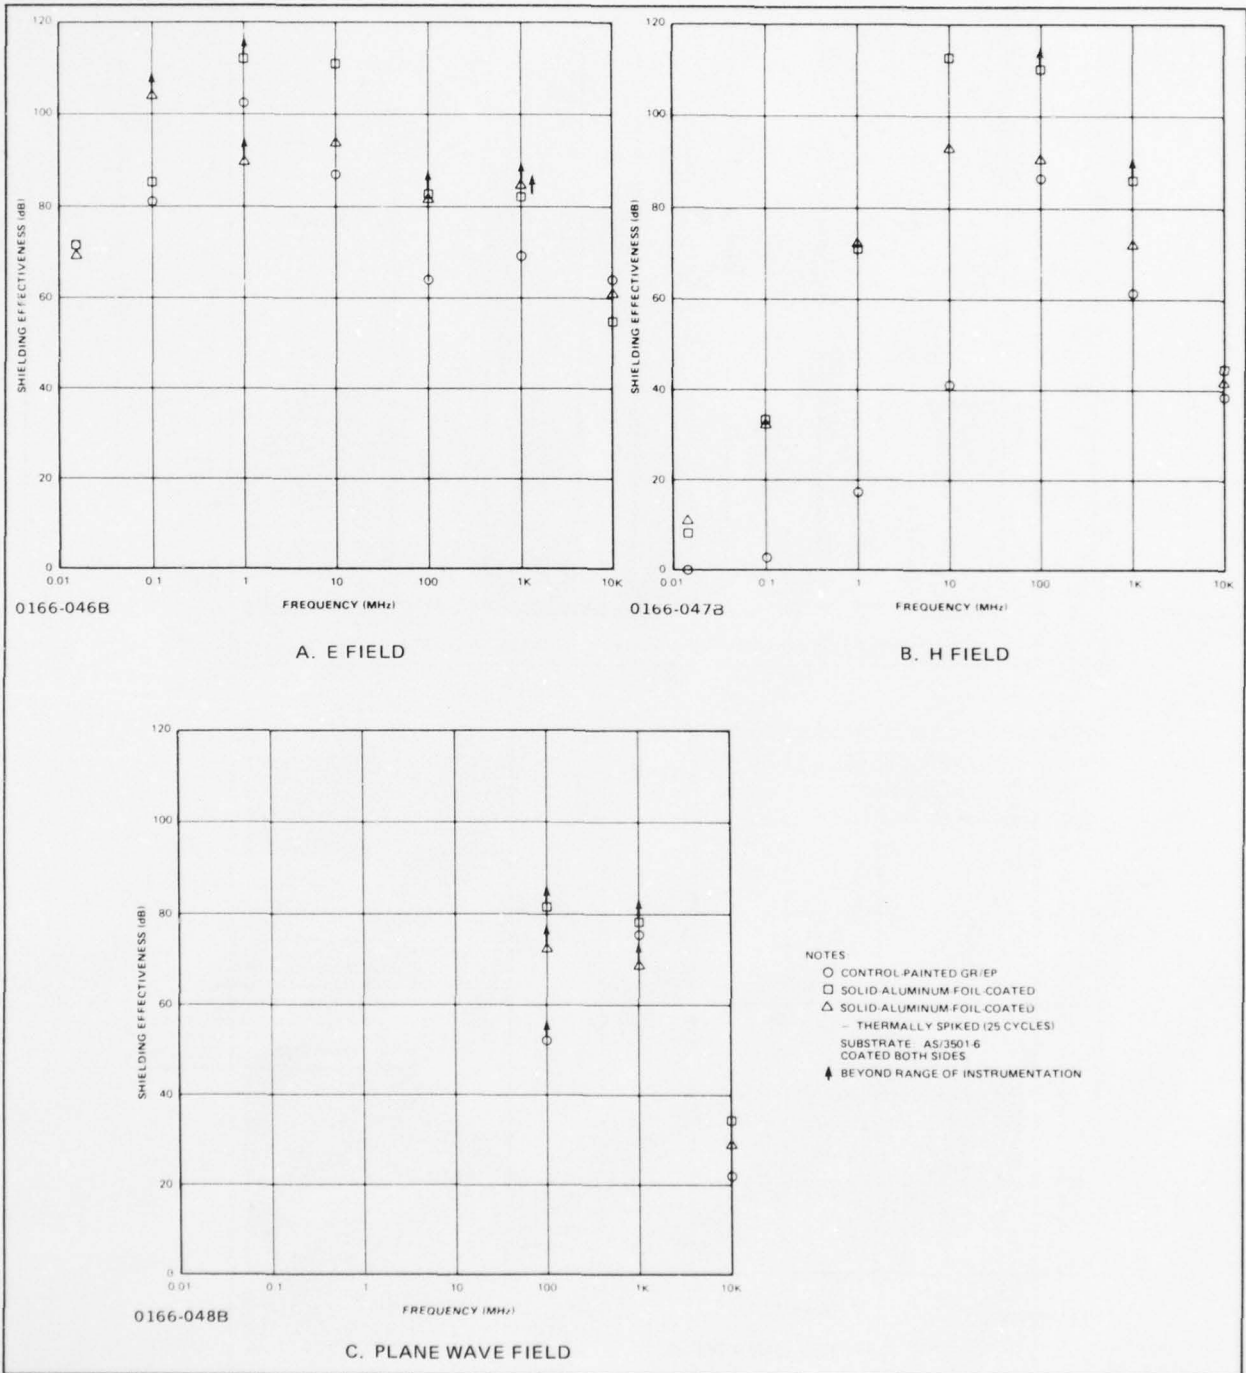 120
100
80
60
40
20
0
SHIELDING EFFECTIVENESS (dB)
0.01 0.1 1 10 100 1K 10K
FREQUENCY (MHz)
0166-046B
A. E FIELD
120
100
80
60
40
20
0
SHIELDING EFFECTIVENESS (dB)
0.01 0.1 1 10 100 1K 10K
FREQUENCY (MHz)
0166-047B
B. H FIELD
120
100
80
60
40
20
0
SHIELDING EFFECTIVENESS (dB)
0.01 0.1 1 10 100 1K 10K
FREQUENCY (MHz)
0166-048B
C. PLANE WAVE FIELD
NOTES
CONTROL-PAINTED GR/EP
SOLID-ALUMINUM-FOIL-COATED
SOLID-ALUMINUM-FOIL-COATED
– THERMALLY SPIKED (25 CYCLES)
SUBSTRATE: AS/3501-6
COATED BOTH SIDES
BEYOND RANGE OF INSTRUMENTATION